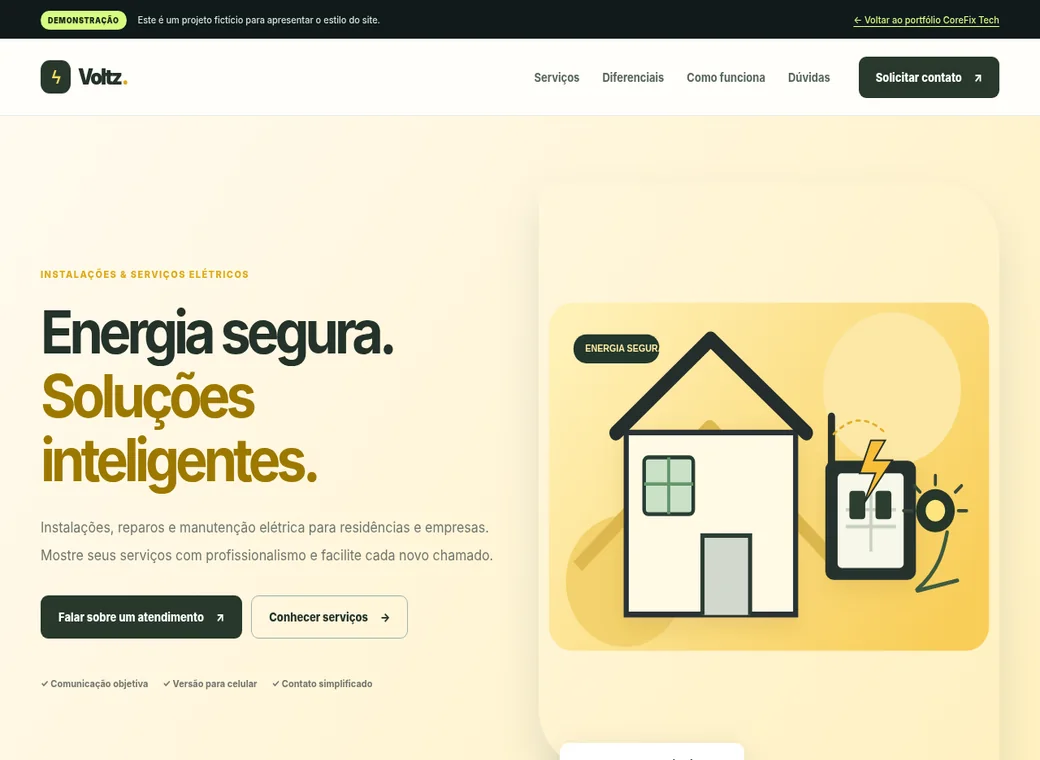 DEMONSTRAÇÃO Este é um projeto fictício para apresentar o estilo do site. ← Voltar ao portfólio CoreFix Tech
Voltz. Serviços Diferenciais Como funciona Dúvidas Solicitar contato ↗
INSTALAÇÕES & SERVIÇOS ELÉTRICOS
Energia segura.
Soluções
inteligentes.
Instalações, reparos e manutenção elétrica para residências e empresas.
Mostre seus serviços com profissionalismo e facilite cada novo chamado.
Falar sobre um atendimento ↗ Conhecer serviços →
✓ Comunicação objetiva ✓ Versão para celular ✓ Contato simplificado
ENERGIA SEGURA